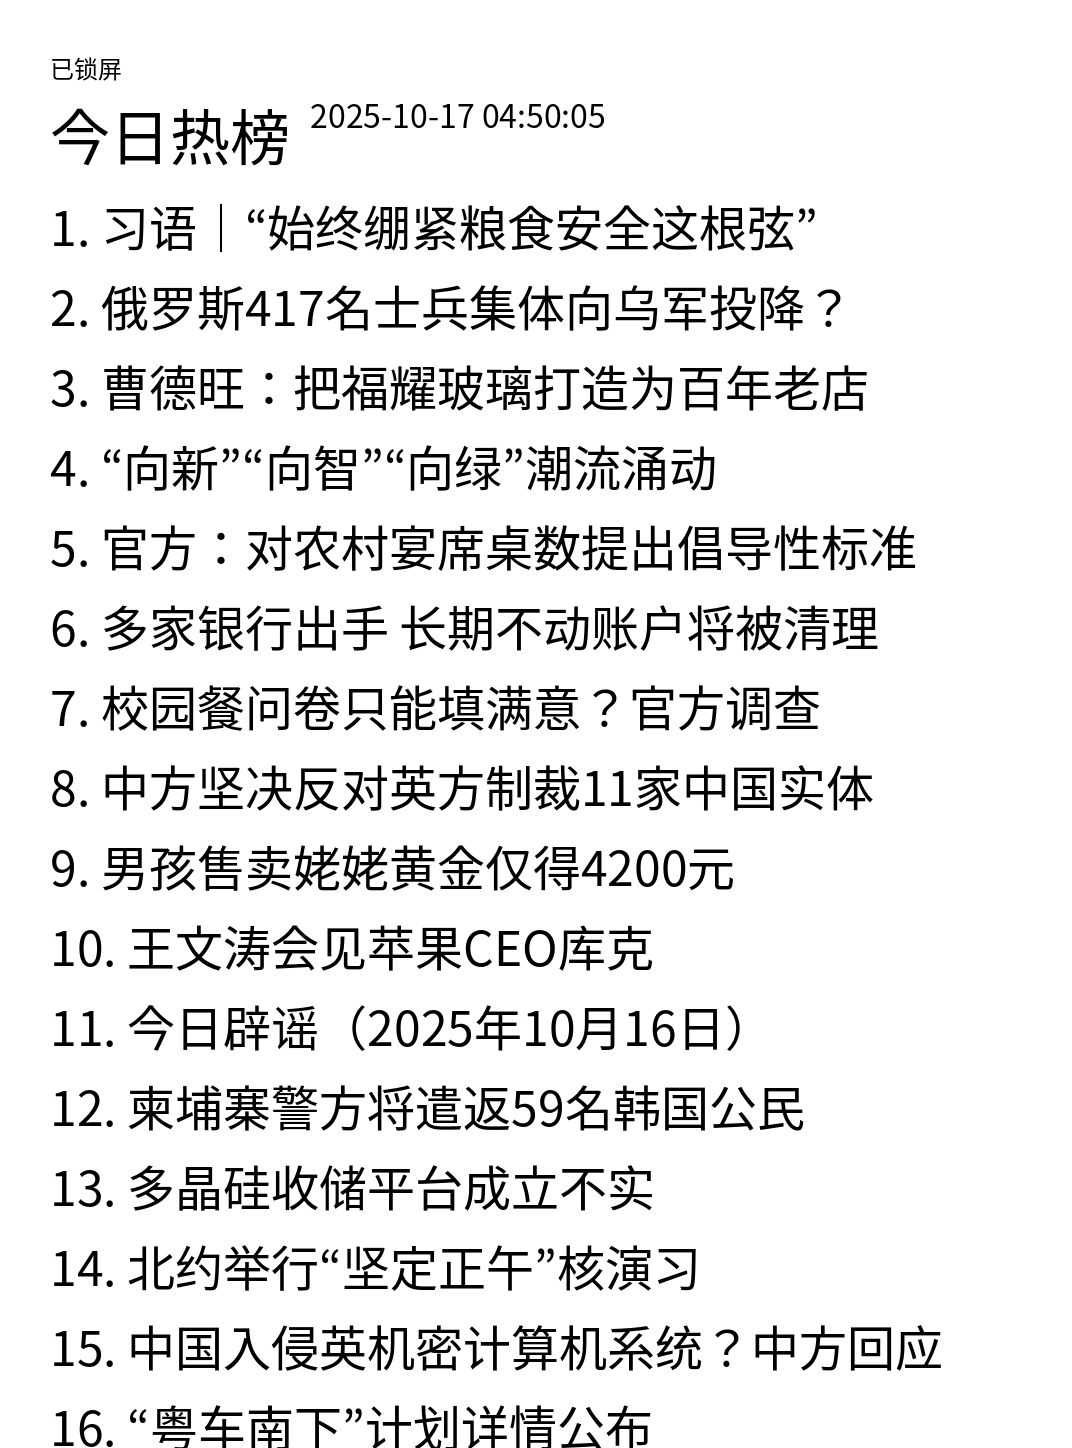 已锁屏
今日热榜 2025-10-17 04:50:05
1. 习语｜“始终绷紧粮食安全这根弦”
2. 俄罗斯417名士兵集体向乌军投降？
3. 曹德旺：把福耀玻璃打造为百年老店
4. “向新”“向智”“向绿”潮流涌动
5. 官方：对农村宴席桌数提出倡导性标准
6. 多家银行出手 长期不动账户将被清理
7. 校园餐问卷只能填满意？官方调查
8. 中方坚决反对英方制裁11家中国实体
9. 男孩售卖姥姥黄金仅得4200元
10. 王文涛会见苹果CEO库克
11. 今日辟谣（2025年10月16日）
12. 柬埔寨警方将遣返59名韩国公民
13. 多晶硅收储平台成立不实
14. 北约举行“坚定正午”核演习
15. 中国入侵英机密计算机系统？中方回应
16. “粤车南下”计划详情公布